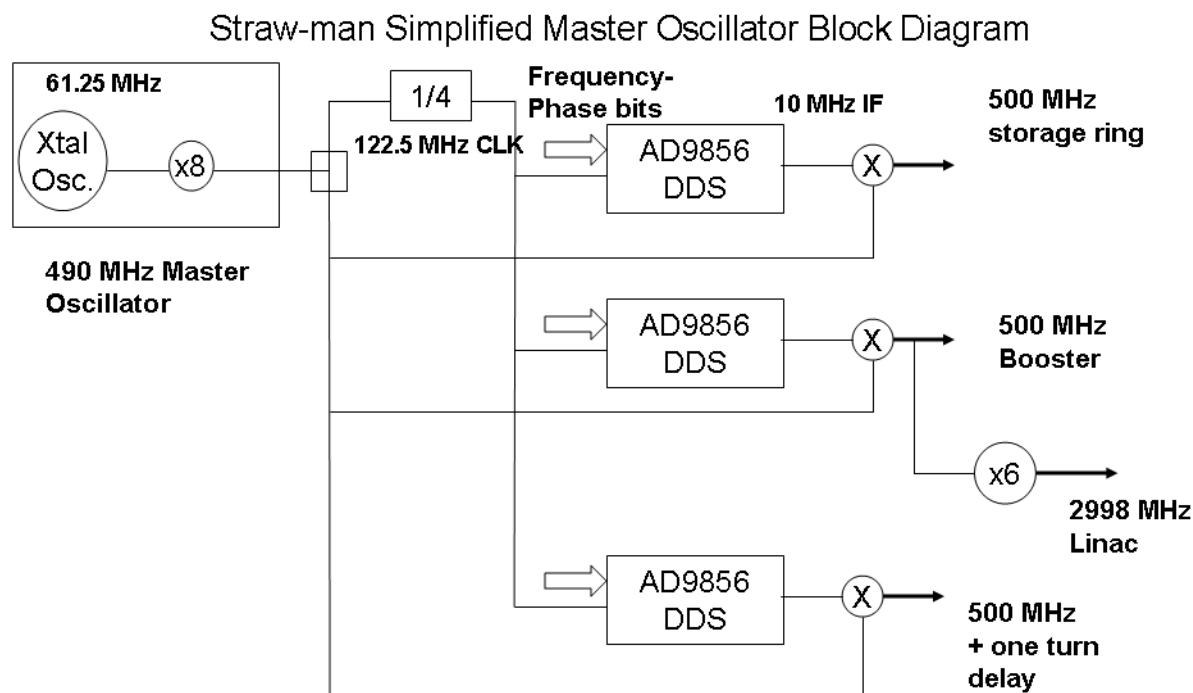 Straw-man Simplified Master Oscillator Block Diagram
61.25 MHz
Xtal
Osc.
x8
490 MHz Master
Oscillator
1/4
122.5 MHz CLK
Frequency-
Phase bits
AD9856
DDS
10 MHz IF
X
500 MHz
storage ring
AD9856
DDS
X
500 MHz
Booster
x6
2998 MHz
Linac
AD9856
DDS
X
500 MHz
+ one turn
delay